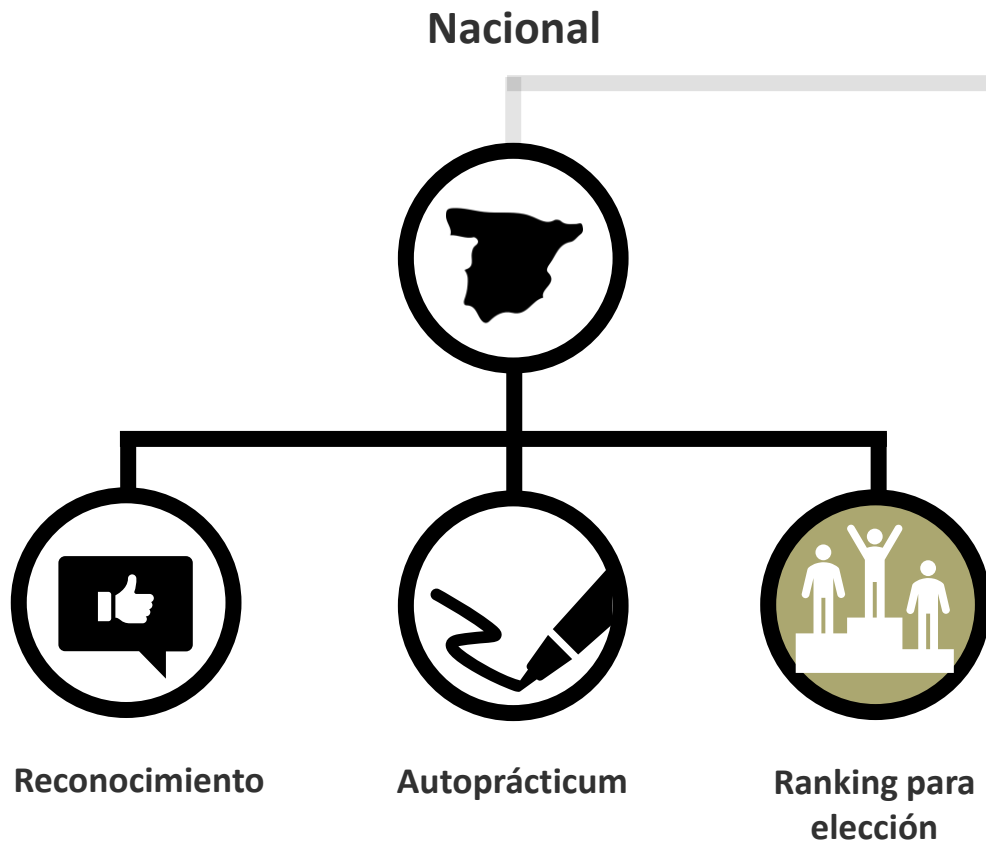 Nacional
Reconocimiento
Autoprácticum
Ranking para
elección